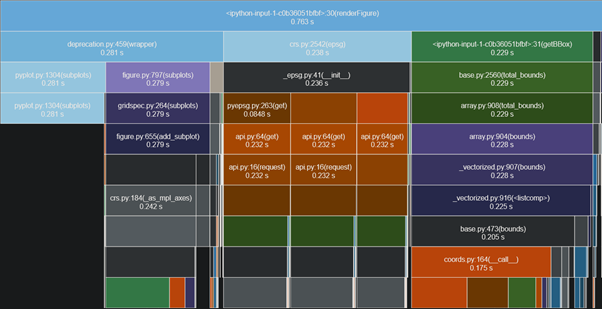 <ipython-input-1-c0b36051bfbf>:30(renderFigure)
0.763 s
deprecation.py:459(wrapper)
0.281 s
crs.py:2542(epsg)
0.238 s
<ipython-input-1-c0b36051bfbf>:31(getBBox)
0.229 s
pyplot.py:1304(subplots)
0.281 s
figure.py:797(subplots)
0.279 s
_epsg.py:41(__init__)
0.236 s
base.py:2560(total_bounds)
0.229 s
pyplot.py:1304(subplots)
0.281 s
gridspec.py:264(subplots)
0.279 s
pyepsg.py:263(get)
0.0848 s
array.py:908(total_bounds)
0.229 s
figure.py:655(add_subplot)
0.279 s
api.py:64(get)
0.232 s
api.py:64(get)
0.232 s
api.py:64(get)
0.232 s
array.py:904(bounds)
0.228 s
api.py:16(request)
0.232 s
api.py:16(request)
0.232 s
_vectorized.py:907(bounds)
0.228 s
crs.py:184(_as_mpl_axes)
0.242 s
_vectorized.py:916(<listcomp>)
0.225 s
base.py:473(bounds)
0.205 s
coords.py:164(__call__)
0.175 s